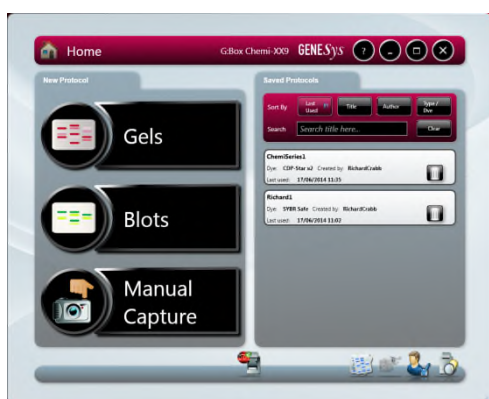 Home
G:Box Chemi-XX9 GENESys ? - X
New Protocol
Gels
Blots
Manual
Capture
Saved Protocols
Sort By Last Used Title Author Type / Dye
Search Search title here.. Clear
ChemiSeries1
Dye: CDP-Star x2 Created by RichardCrabb
Last used: 17/06/2014 11:35
Richard1
Dye: SYBR Safe Created by RichardCrabb
Last used: 17/06/2014 11:02